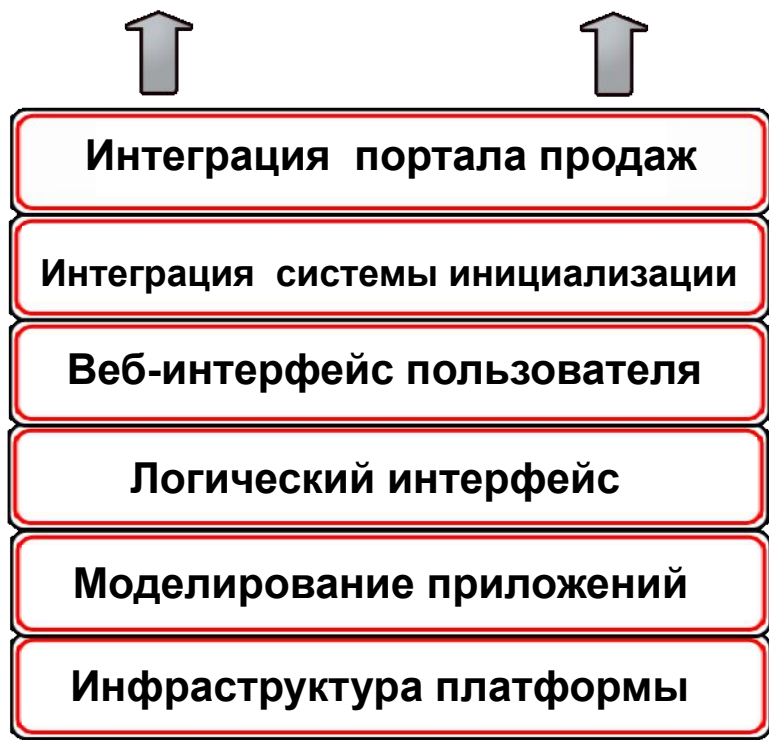 Интеграция портала продаж
Интеграция системы инициализации
Веб-интерфейс пользователя
Логический интерфейс
Моделирование приложений
Инфраструктура платформы